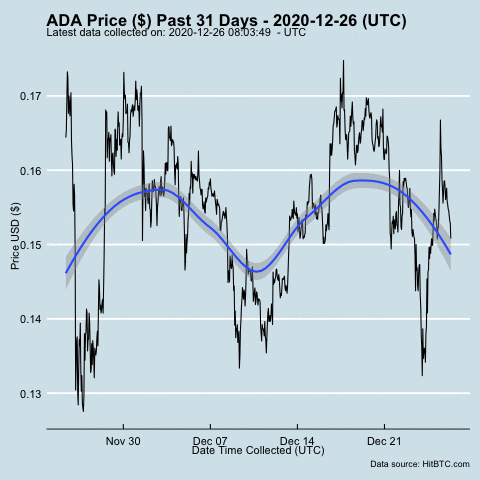 ADA Price ($) Past 31 Days - 2020-12-26 (UTC)
Latest data collected on: 2020-12-26 08:03:49 - UTC
0.17
0.16
0.15
0.14
0.13
Price USD ($)
Nov 30 Dec 07 Dec 14 Dec 21
Date Time Collected (UTC)
Data source: HitBTC.com